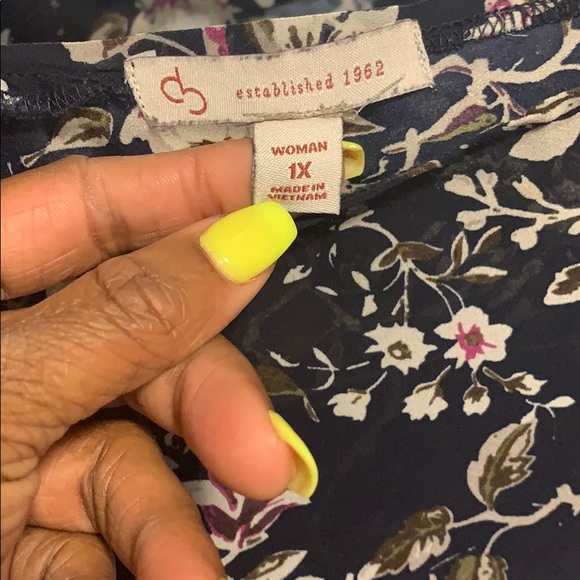 established 1962
WOMAN
1X
MADE IN
VIETNAM